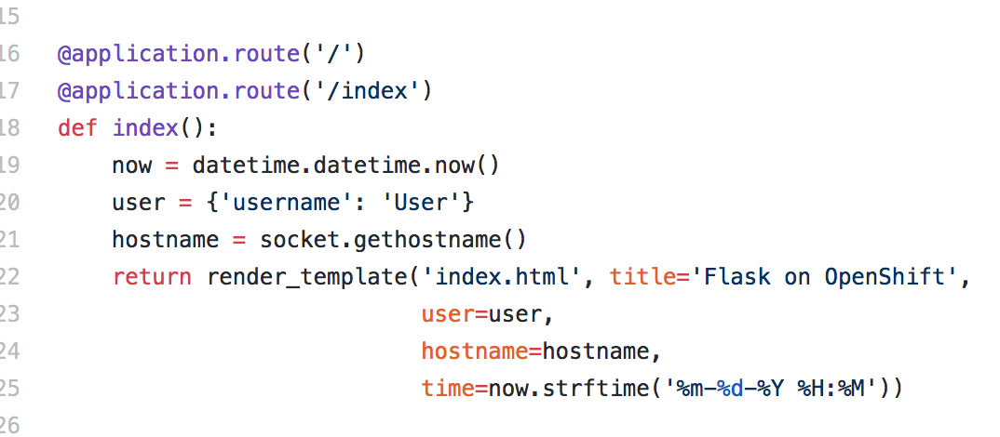 15
16 @application.route('/')
17 @application.route('/index')
18 def index():
19     now = datetime.datetime.now()
20     user = {'username': 'User'}
21     hostname = socket.gethostname()
22     return render_template('index.html', title='Flask on OpenShift',
23                            user=user,
24                            hostname=hostname,
25                            time=now.strftime('%m-%d-%Y %H:%M'))
26